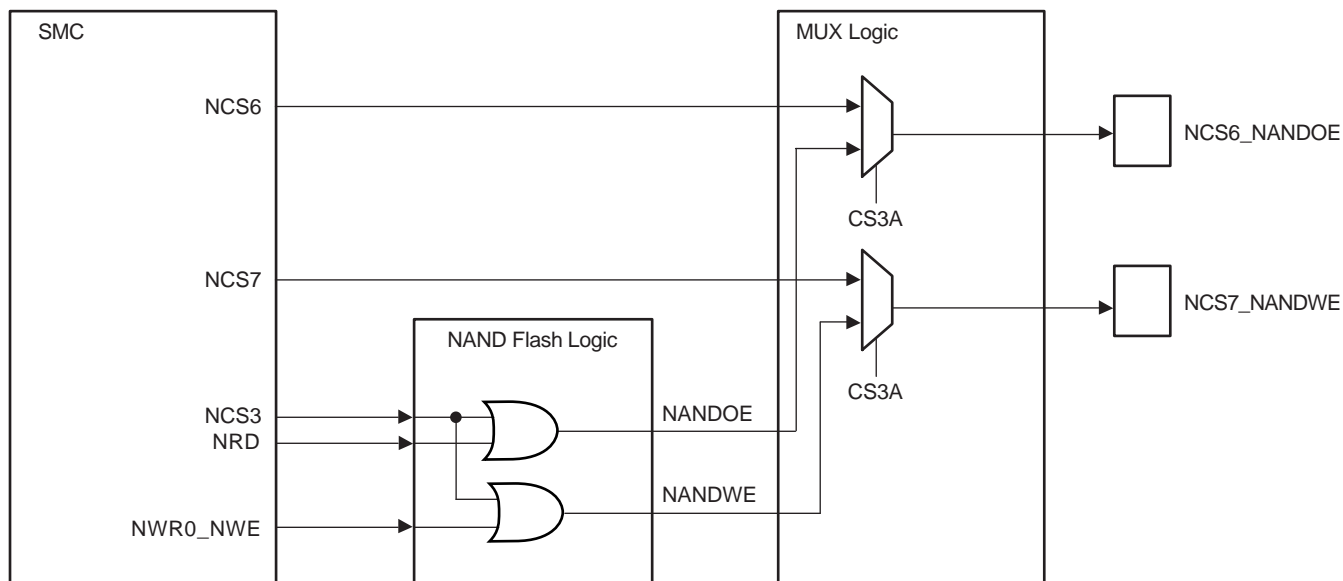 SMC
MUX Logic
NCS6
NCS6_NANDOE
CS3A
NCS7
NCS7_NANDWE
NAND Flash Logic
CS3A
NCS3
NANDOE
NRD
NANDWE
NWR0_NWE